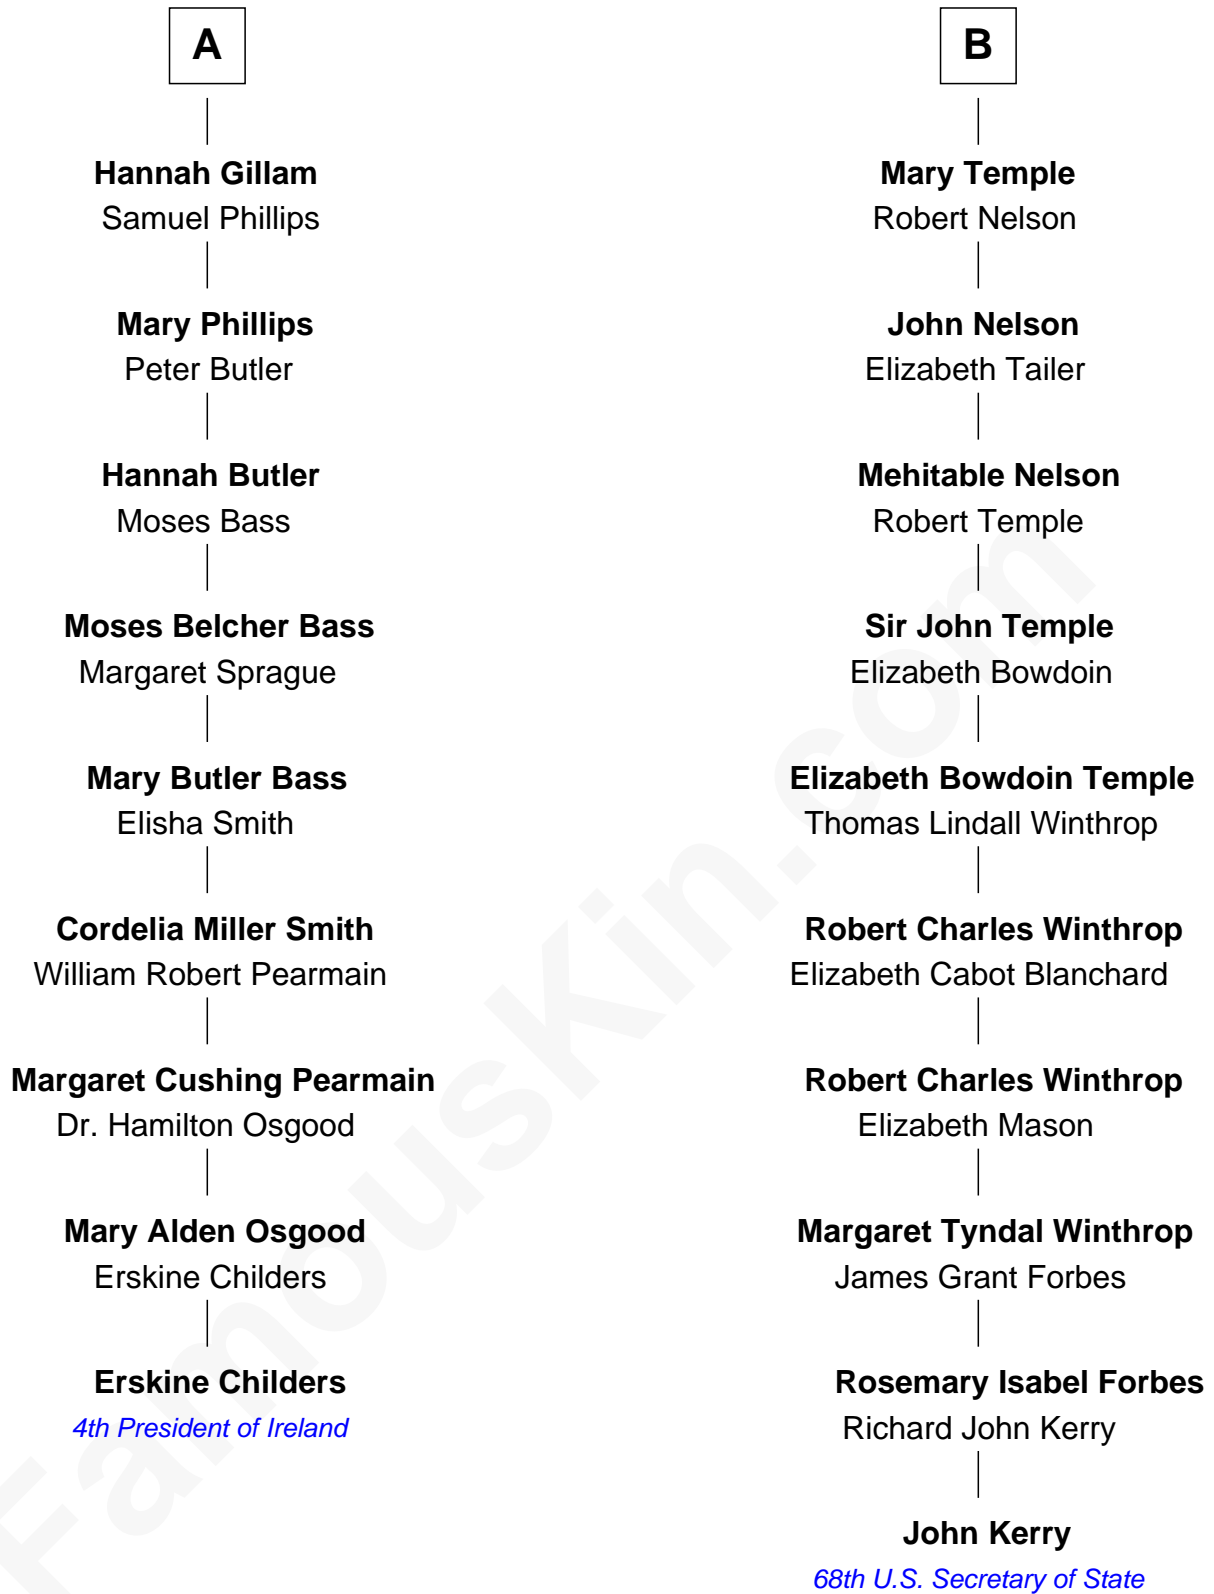 A
Hannah Gillam
Samuel Phillips
Mary Phillips
Peter Butler
Hannah Butler
Moses Bass
Moses Belcher Bass
Margaret Sprague
Mary Butler Bass
Elisha Smith
Cordelia Miller Smith
William Robert Pearmain
Margaret Cushing Pearmain
Dr. Hamilton Osgood
Mary Alden Osgood
Erskine Childers
Erskine Childers
4th President of Ireland
B
Mary Temple
Robert Nelson
John Nelson
Elizabeth Tailer
Mehitable Nelson
Robert Temple
Sir John Temple
Elizabeth Bowdoin
Elizabeth Bowdoin Temple
Thomas Lindall Winthrop
Robert Charles Winthrop
Elizabeth Cabot Blanchard
Robert Charles Winthrop
Elizabeth Mason
Margaret Tyndal Winthrop
James Grant Forbes
Rosemary Isabel Forbes
Richard John Kerry
John Kerry
68th U.S. Secretary of State
FamousKin.com